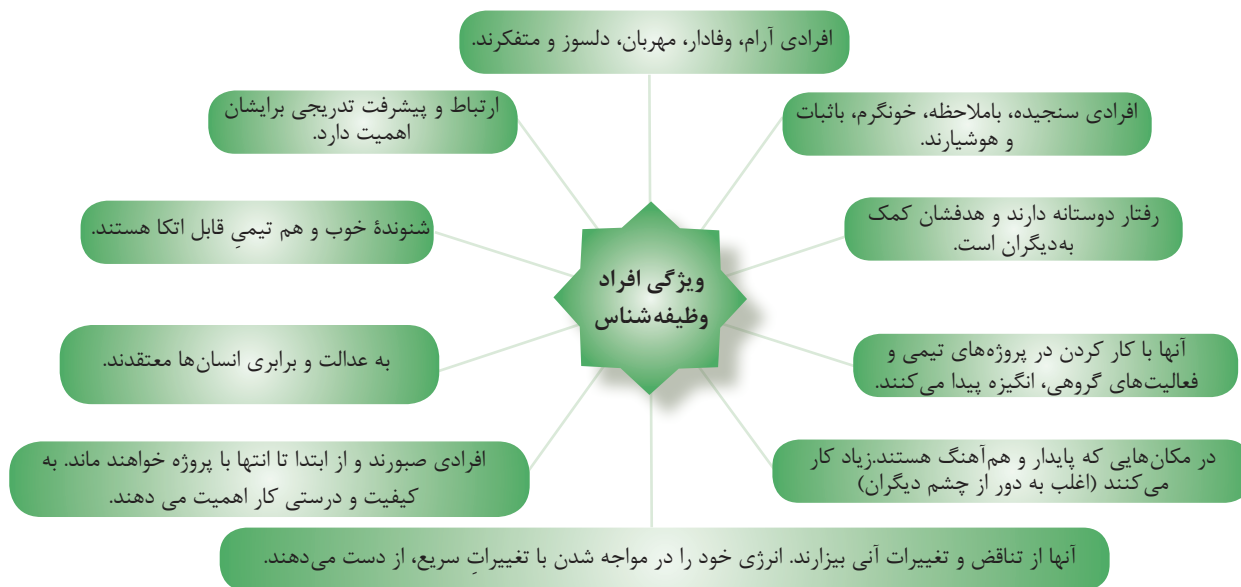 افرادی آرام، وفادار، مهربان، دلسوز و متفکرند.
افرادی سنجیده، باملاحظه، خونگرم، باثبات
و هوشیارند.
ارتباط و پیشرفت تدریجی برایشان
اهمیت دارد.
رفتار دوستانه دارند و هدفشان کمک
به‌دیگران است.
شنوندهٔ خوب و هم تیمیِ قابل اتکا هستند.
ویژگی افراد
وظیفه‌شناس
آنها با کار کردن در پروژه‌های تیمی و
فعالیت‌های گروهی، انگیزه پیدا می‌کنند.
به عدالت و برابری انسان‌ها معتقدند.
در مکان‌هایی که پایدار و هم‌آهنگ هستند.زیاد کار
می‌کنند (اغلب به دور از چشم دیگران)
افرادی صبورند و از ابتدا تا انتها با پروژه خواهند ماند. به
کیفیت و درستی کار اهمیت می دهند.
آنها از تناقض و تغییرات آنی بیزارند. انرژی خود را در مواجه شدن با تغییراتِ سریع، از دست می‌دهند.